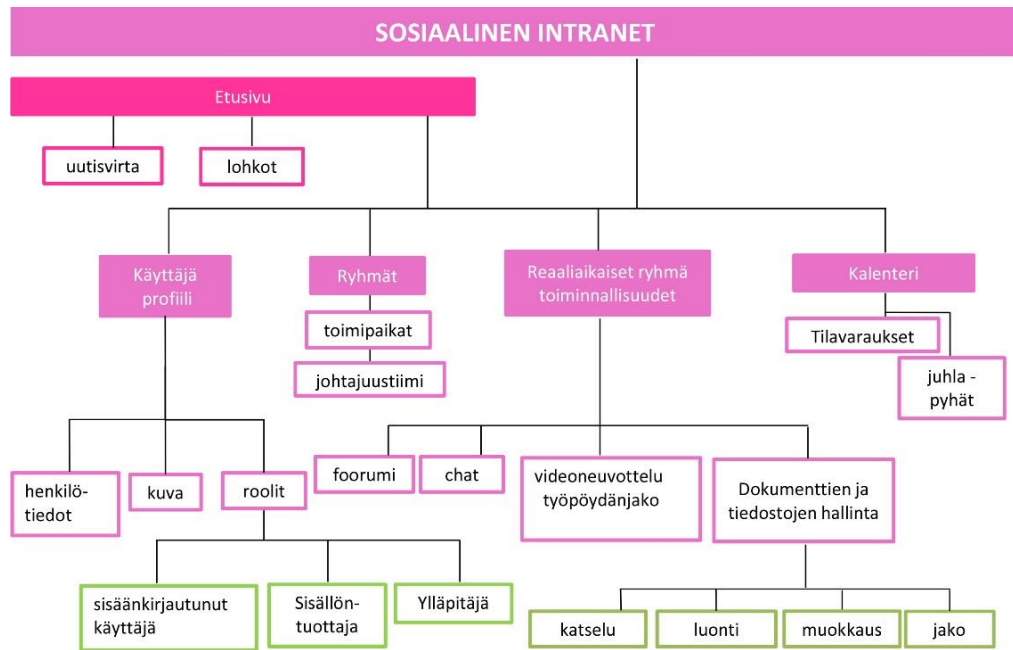 SOSIAALINEN INTRANET
Etusivu
uutisvirta
lohkot
Käyttäjä
profiili
Ryhmät
Reaaliaikaiset ryhmä
toiminnallisuudet
Kalenteri
toimipaikat
johtajuustiimi
Tilavaraukset
juhla -
pyhät
henkilö-
tiedot
kuva
roolit
foorumi
chat
videoneuvottelu
työpöydänjako
Dokumenttien ja
tiedostojen hallinta
sisäänkirjautunut
käyttäjä
Sisällön-
tuottaja
Ylläpitäjä
katselu
luonti
muokkaus
jako